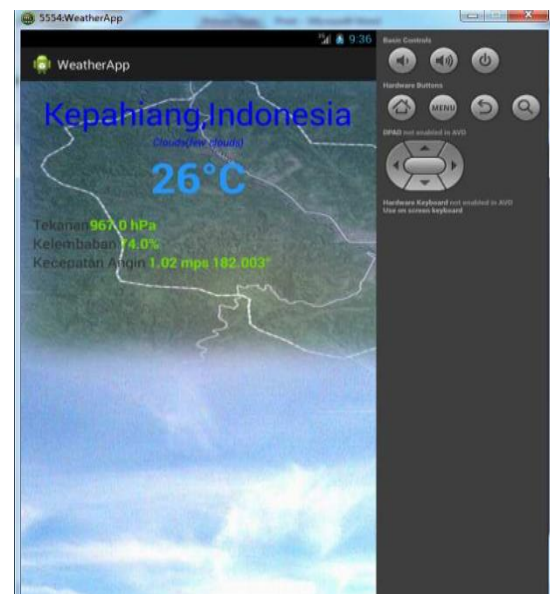 5554:WeatherApp
9:36
WeatherApp
Kepahiang,Indonesia
Clouds(few clouds)
26°C
Tekanan 967.0 hPa
Kelembaban 74.0%
Kecepatan Angin 1.02 mps 182.003°
Basic Controls
Hardware Buttons
MENU
DPAD not enabled in AVD
Hardware Keyboard not enabled in AVD
Use on screen keyboard